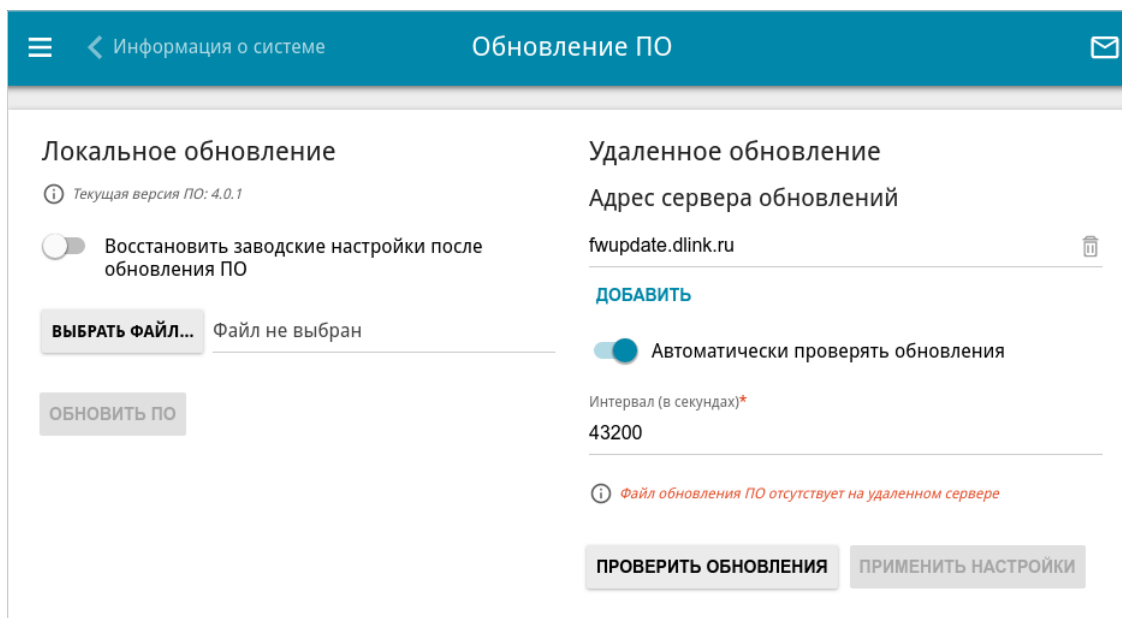 Информация о системе
Обновление ПО
Локальное обновление
Текущая версия ПО: 4.0.1
Восстановить заводские настройки после
обновления ПО
ВЫБРАТЬ ФАЙЛ...
Файл не выбран
ОБНОВИТЬ ПО
Удаленное обновление
Адрес сервера обновлений
fwupdate.dlink.ru
ДОБАВИТЬ
Автоматически проверять обновления
Интервал (в секундах)*
43200
Файл обновления ПО отсутствует на удаленном сервере
ПРОВЕРИТЬ ОБНОВЛЕНИЯ
ПРИМЕНИТЬ НАСТРОЙКИ